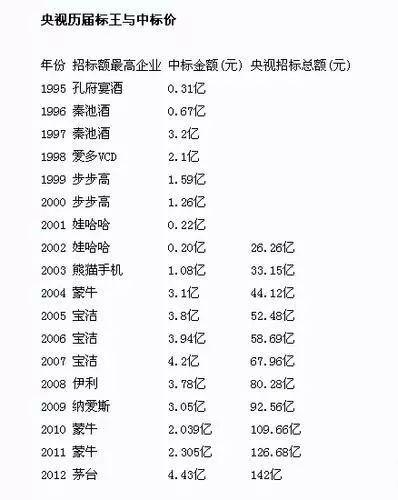 央视历届标王与中标价
年份 招标额最高企业 中标金额(元) 央视招标总额(元)
1995 孔府宴酒 0.31亿
1996 秦池酒 0.67亿
1997 秦池酒 3.2亿
1998 爱多VCD 2.1亿
1999 步步高 1.59亿
2000 步步高 1.26亿
2001 娃哈哈 0.22亿
2002 娃哈哈 0.20亿 26.26亿
2003 熊猫手机 1.08亿 33.15亿
2004 蒙牛 3.1亿 44.12亿
2005 宝洁 3.8亿 52.48亿
2006 宝洁 3.94亿 58.69亿
2007 宝洁 4.2亿 67.96亿
2008 伊利 3.78亿 80.28亿
2009 纳爱斯 3.05亿 92.56亿
2010 蒙牛 2.039亿 109.66亿
2011 蒙牛 2.305亿 126.68亿
2012 茅台 4.43亿 142亿